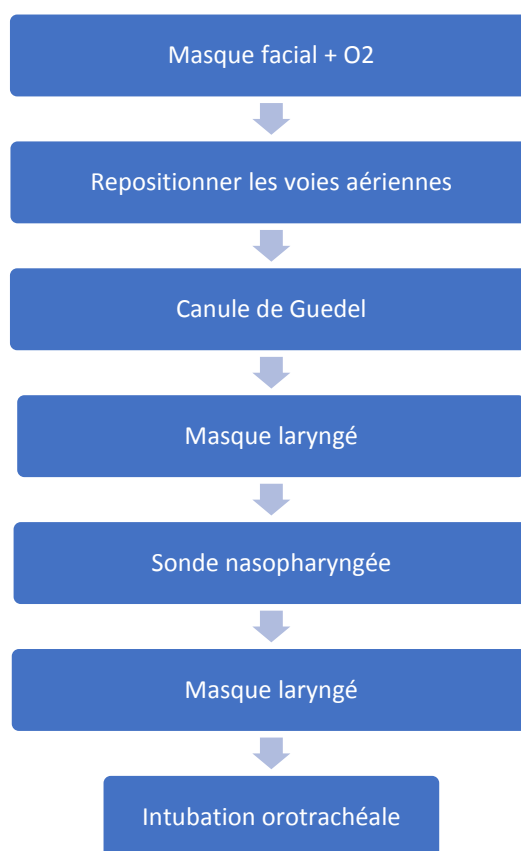 Masque facial + O2
Repositionner les voies aériennes
Canule de Guedel
Masque laryngé
Sonde nasopharyngée
Masque laryngé
Intubation orotrachéale